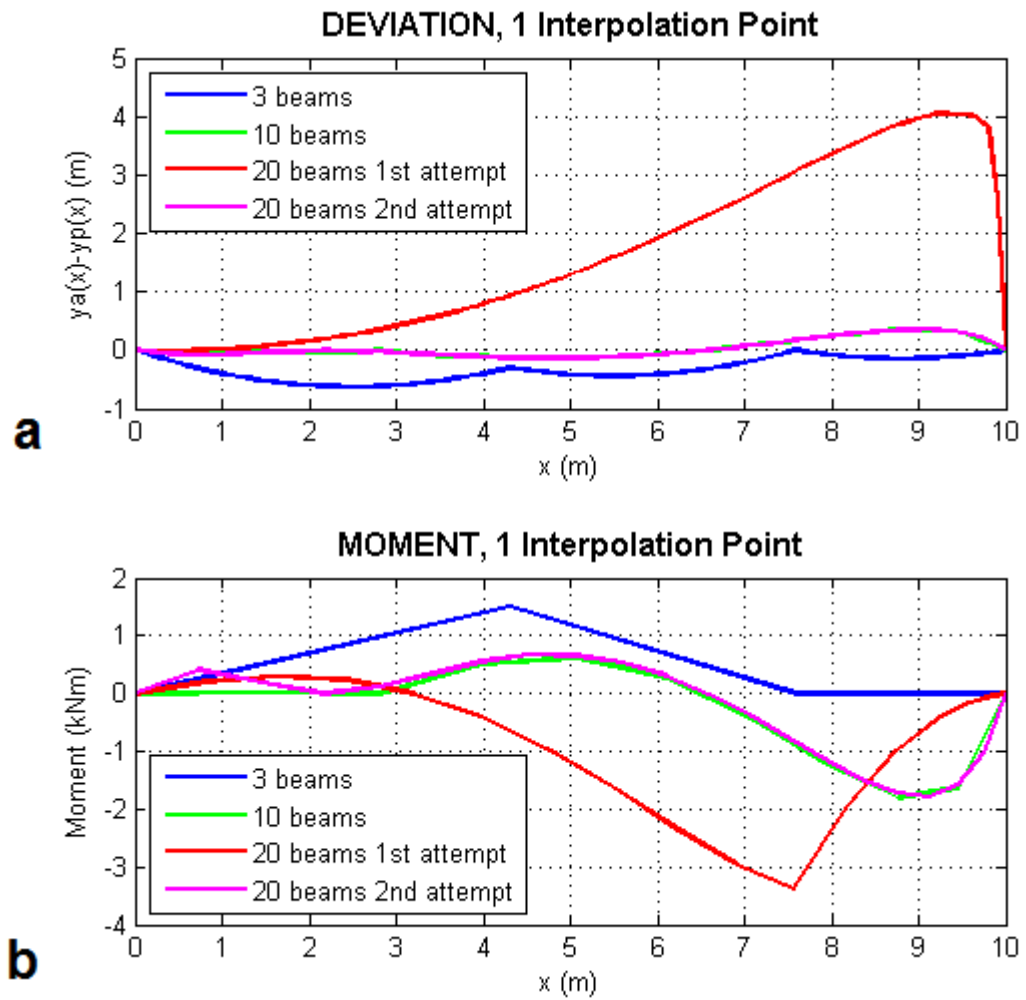 DEVIATION, 1 Interpolation Point
5
4
3
2
1
0
-1
ya(x)-yp(x) (m)
3 beams
10 beams
20 beams 1st attempt
20 beams 2nd attempt
0 1 2 3 4 5 6 7 8 9 10
x (m)
a
MOMENT, 1 Interpolation Point
2
1
0
-1
-2
-3
-4
Moment (kNm)
3 beams
10 beams
20 beams 1st attempt
20 beams 2nd attempt
0 1 2 3 4 5 6 7 8 9 10
x (m)
b